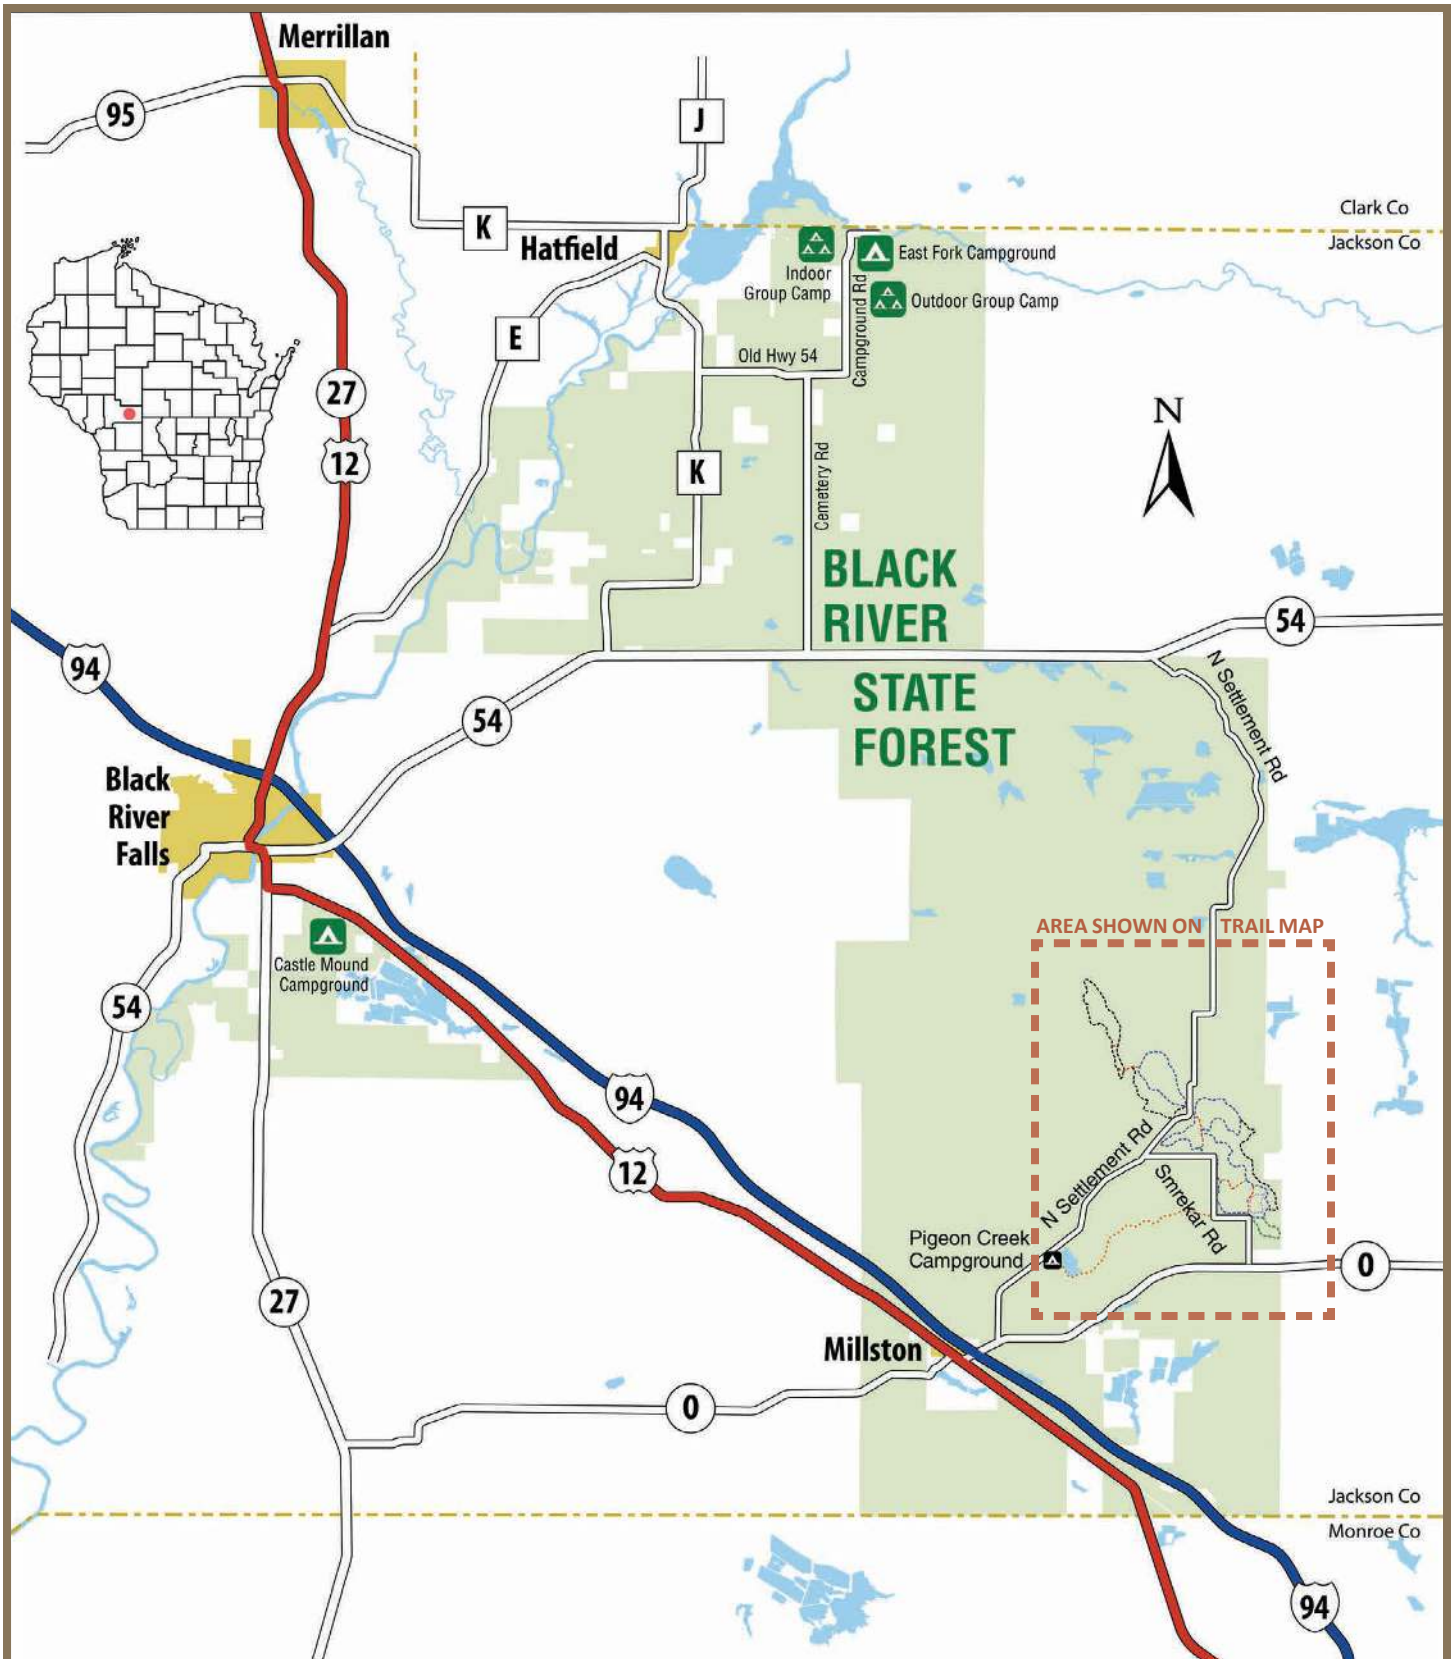 Merrillan
95
J
K
Clark Co
Hatfield
Jackson Co
East Fork Campground
Indoor
Group Camp
Outdoor Group Camp
Campground Rd
E
Old Hwy 54
27
N
12
K
Cemetery Rd
BLACK
RIVER
54
94
N Settlement Rd
STATE
FOREST
54
Black
River
Falls
AREA SHOWN ON TRAIL MAP
Castle Mound
Campground
54
94
12
N Settlement Rd
Smrekar Rd
Pigeon Creek
Campground
O
27
Millston
O
Jackson Co
Monroe Co
94